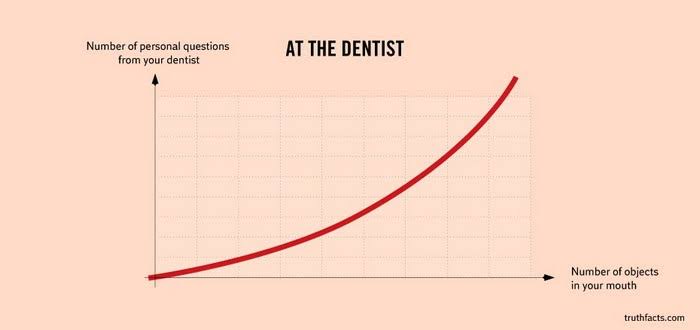 AT THE DENTIST
Number of personal questions
from your dentist
Number of objects
in your mouth
truthfacts.com